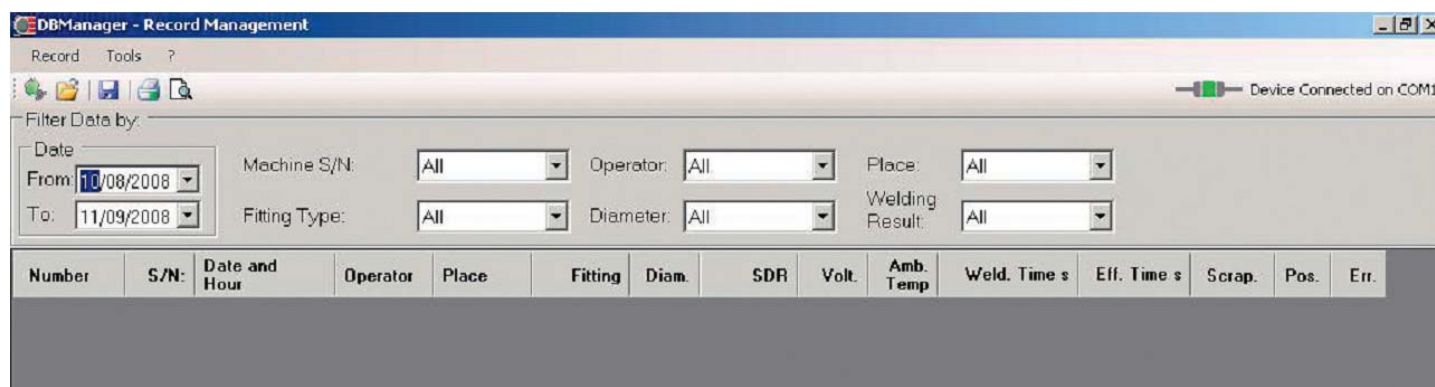 DBManager - Record Management
Record Tools ?
Device Connected on COM1
Filter Data by:
Date
From: 10/08/2008
To: 11/09/2008
Machine S/N: All
Operator: All
Place: All
Fitting Type: All
Diameter: All
Welding Result: All
Number S/N: Date and Hour Operator Place Fitting Diam. SDR Volt. Amb. Temp Weld. Time s Eff. Time s Scrap. Pos. Err.